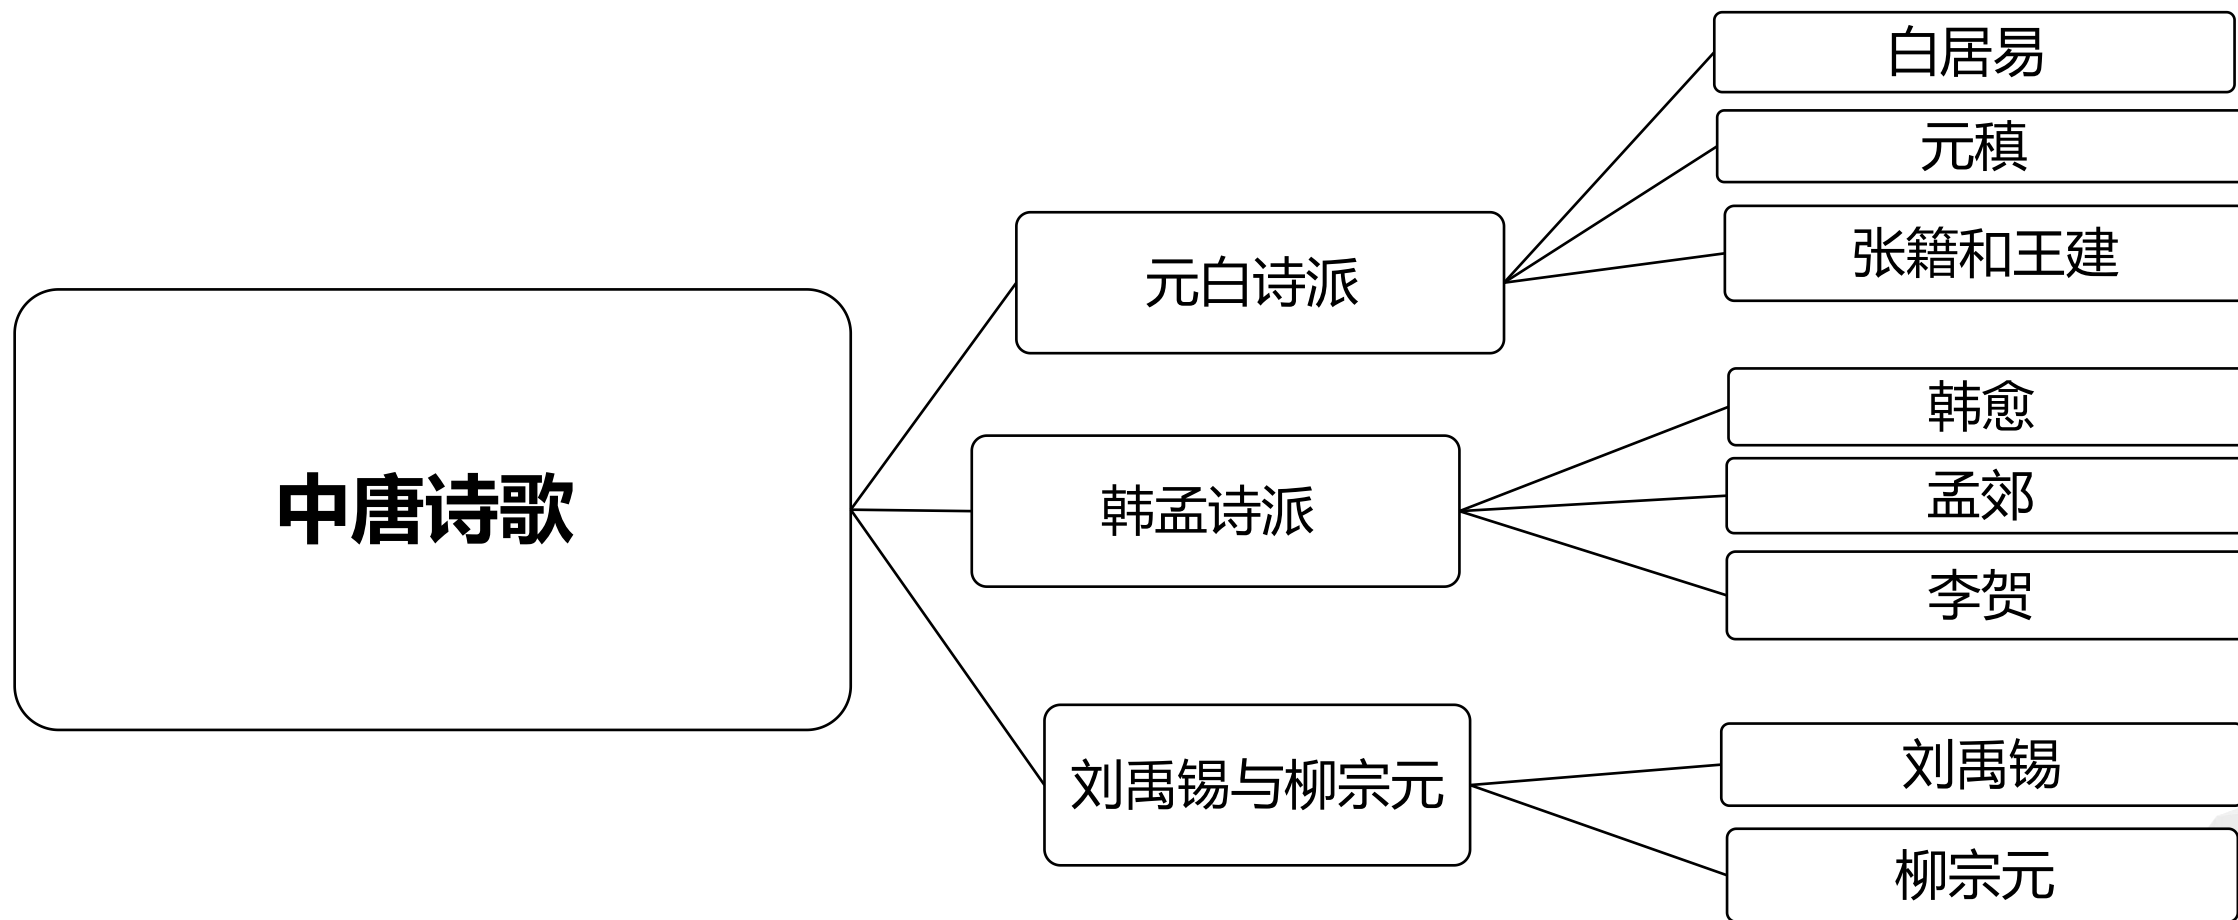 中唐诗歌
元白诗派
白居易
元稹
张籍和王建
韩孟诗派
韩愈
孟郊
李贺
刘禹锡与柳宗元
刘禹锡
柳宗元